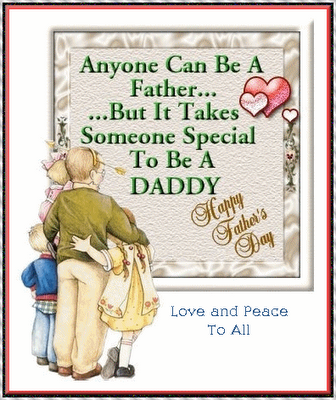 Anyone Can Be A
Father...
...But It Takes
Someone Special
To Be A
DADDY
Happy
Father's
Day
Love and Peace
To All